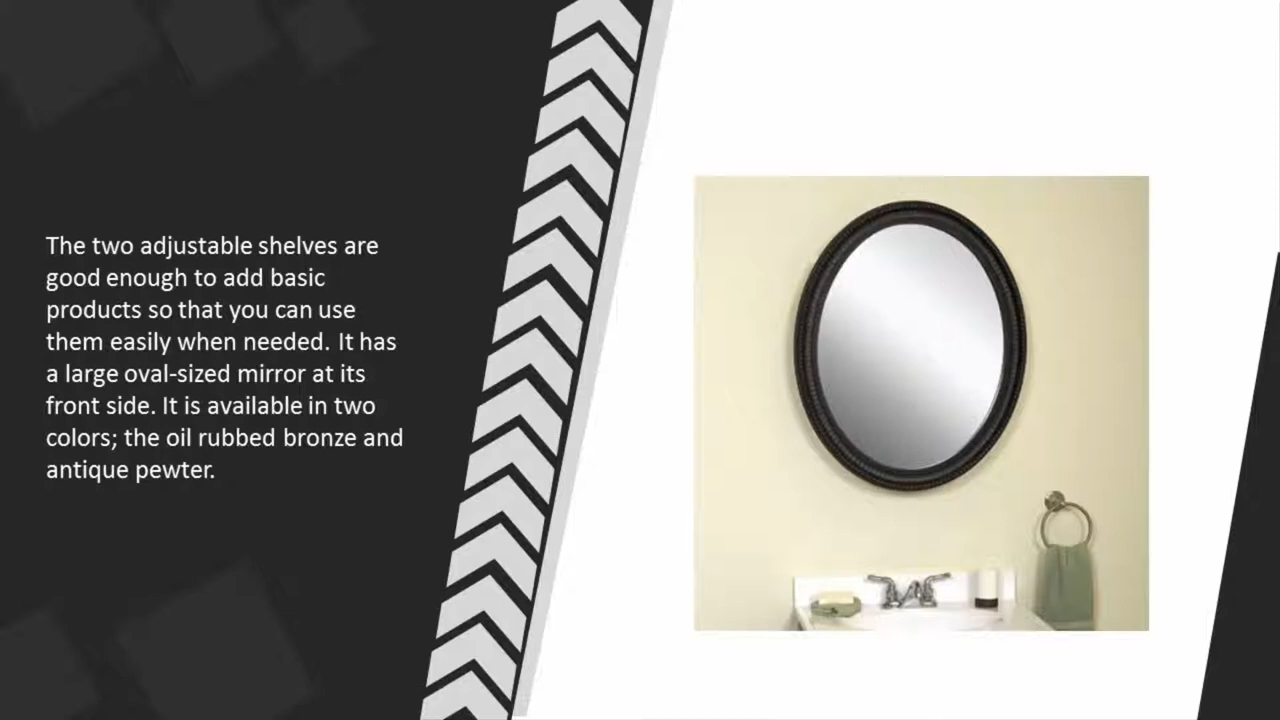 The two adjustable shelves are
good enough to add basic
products so that you can use
them easily when needed. It has
a large oval-sized mirror at its
front side. It is available in two
colors; the oil rubbed bronze and
antique pewter.